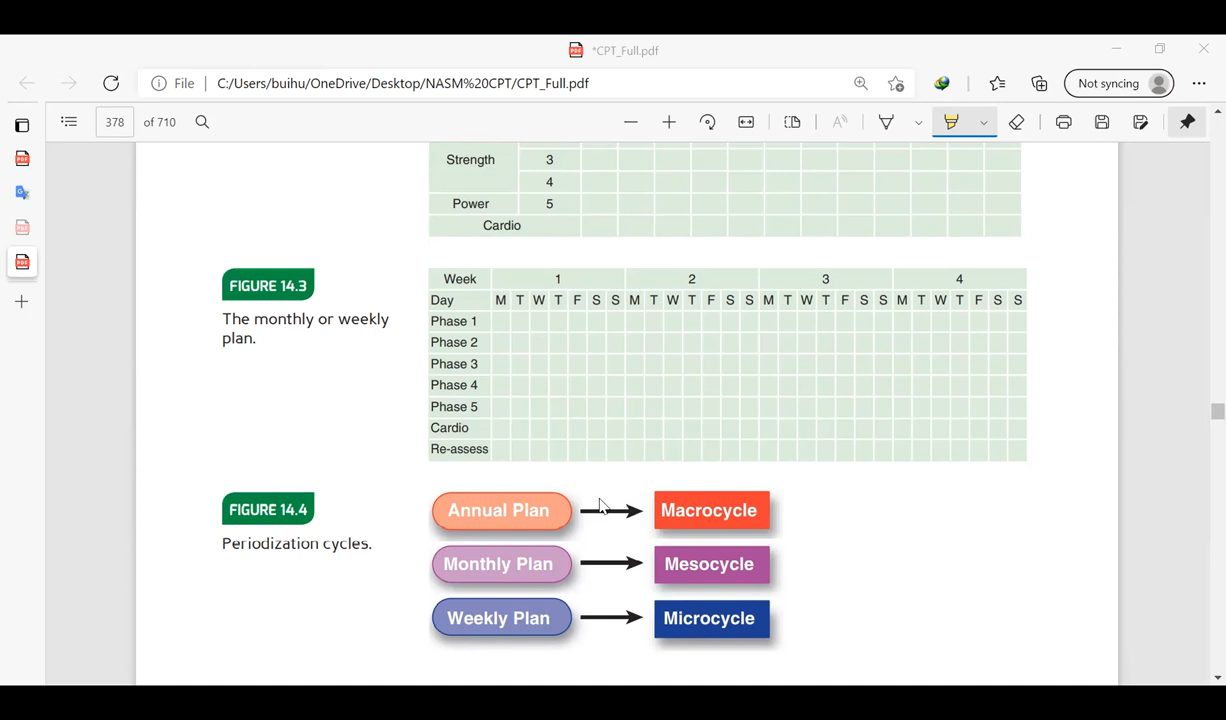 *CPT_Full.pdf
File C:/Users/buihu/OneDrive/Desktop/NASM%20CPT/CPT_Full.pdf Not syncing
378 of 710
Strength 3
4
Power 5
Cardio
FIGURE 14.3
The monthly or weekly
plan.
Week 1 2 3 4
Day M T W T F S S M T W T F S S M T W T F S S M T W T F S S
Phase 1
Phase 2
Phase 3
Phase 4
Phase 5
Cardio
Re-assess
FIGURE 14.4
Periodization cycles.
Annual Plan Macrocycle
Monthly Plan Mesocycle
Weekly Plan Microcycle